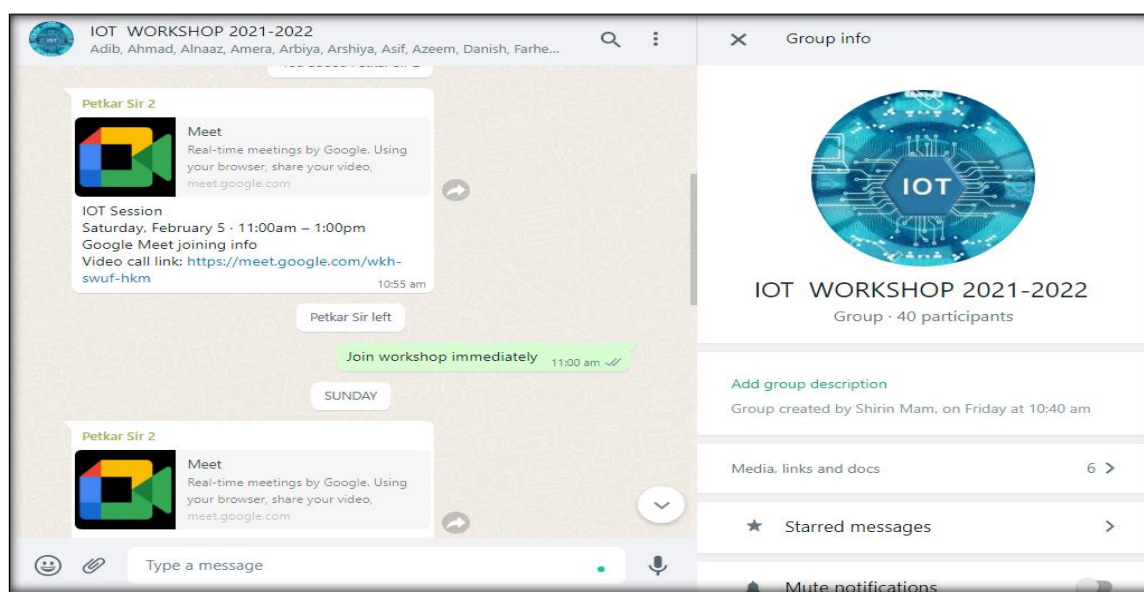 IOT WORKSHOP 2021-2022
Adib, Ahmad, Alnaaz, Amera, Arbiya, Arshiya, Asif, Azeem, Danish, Farhe...
Petkar Sir 2
Meet
Real-time meetings by Google. Using
your browser, share your video,
meet.google.com
IOT Session
Saturday, February 5 · 11:00am – 1:00pm
Google Meet joining info
Video call link: https://meet.google.com/wkh-
swuf-hkm
10:55 am
Petkar Sir left
Join workshop immediately 11:00 am
SUNDAY
Petkar Sir 2
Meet
Real-time meetings by Google. Using
your browser, share your video,
meet.google.com
Type a message
Group info
IOT
IOT WORKSHOP 2021-2022
Group · 40 participants
Add group description
Group created by Shirin Mam, on Friday at 10:40 am
Media, links and docs 6
Starred messages
Mute notifications